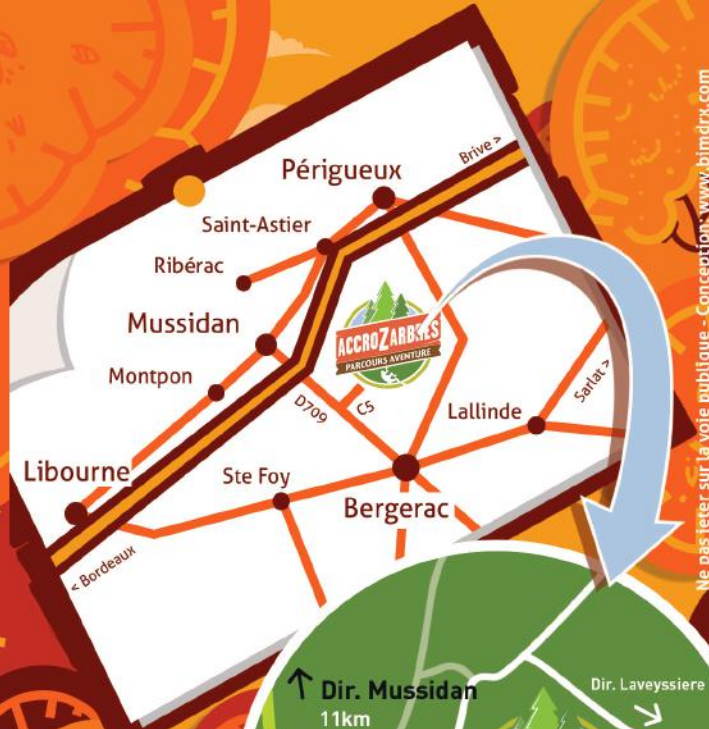 Périgueux
Brive >
Saint-Astier
Ribérac
Mussidan
ACCROZARBRES
PARCOURS AVENTURE
Montpon
D709
C5
Lallinde
Sarlat >
Libourne
Ste Foy
Bergerac
< Bordeaux
Dir. Mussidan
11km
Dir. Laveyssiere
Ne pas jeter sur la voie publique - Conception: www.bimdrx.com